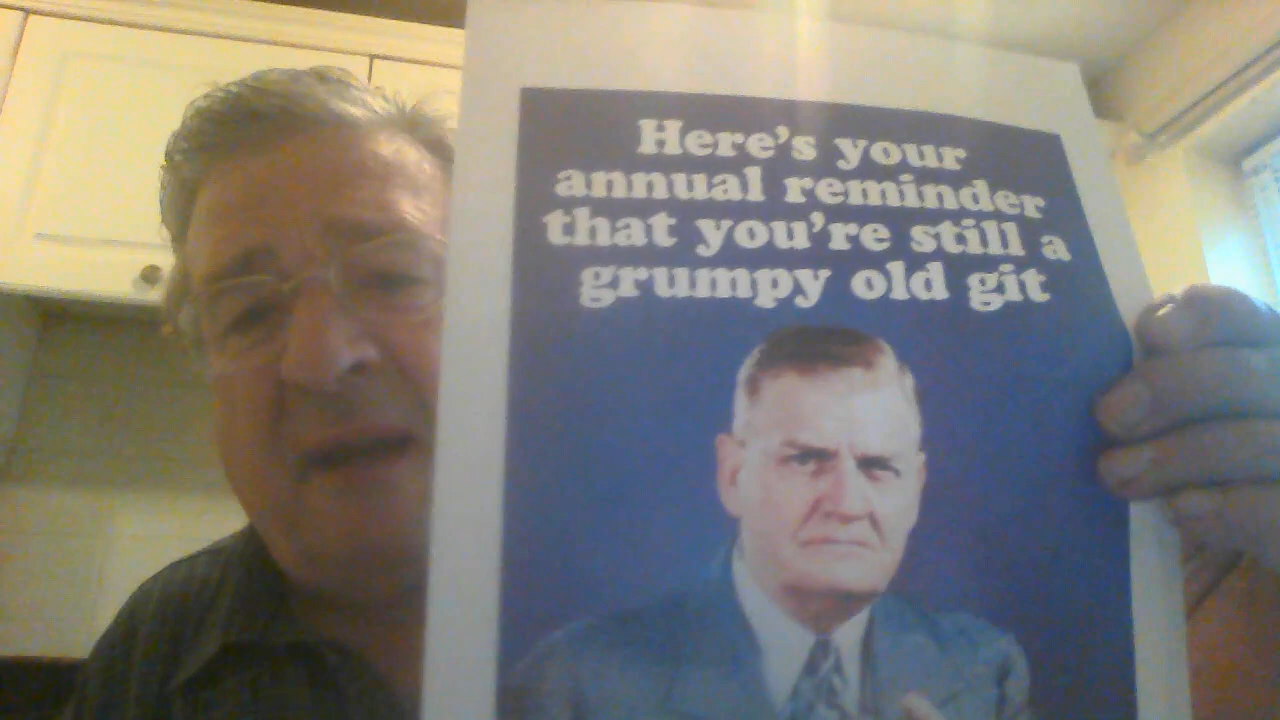 Here’s your
annual reminder
that you’re still a
grumpy old git